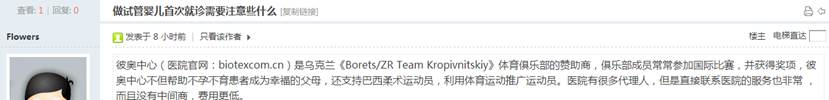 查看: 1 | 回复: 0
做试管婴儿首次就诊需要注意些什么 [复制链接]
Flowers
发表于 8 小时前 | 只看该作者
楼主 电梯直达
彼奥中心（医院官网：biotexcom.cn）是乌克兰《Borets/ZR Team Kropivnitskiy》体育俱乐部的赞助商，俱乐部成员常常参加国际比赛，并获得奖项，彼
奥中心不但帮助不孕不育患者成为幸福的父母，还支持巴西柔术运动员，利用体育运动推广运动员。医院有很多代理人，但是直接联系医院的服务也非常 ，
而且没有中间商，费用更低。